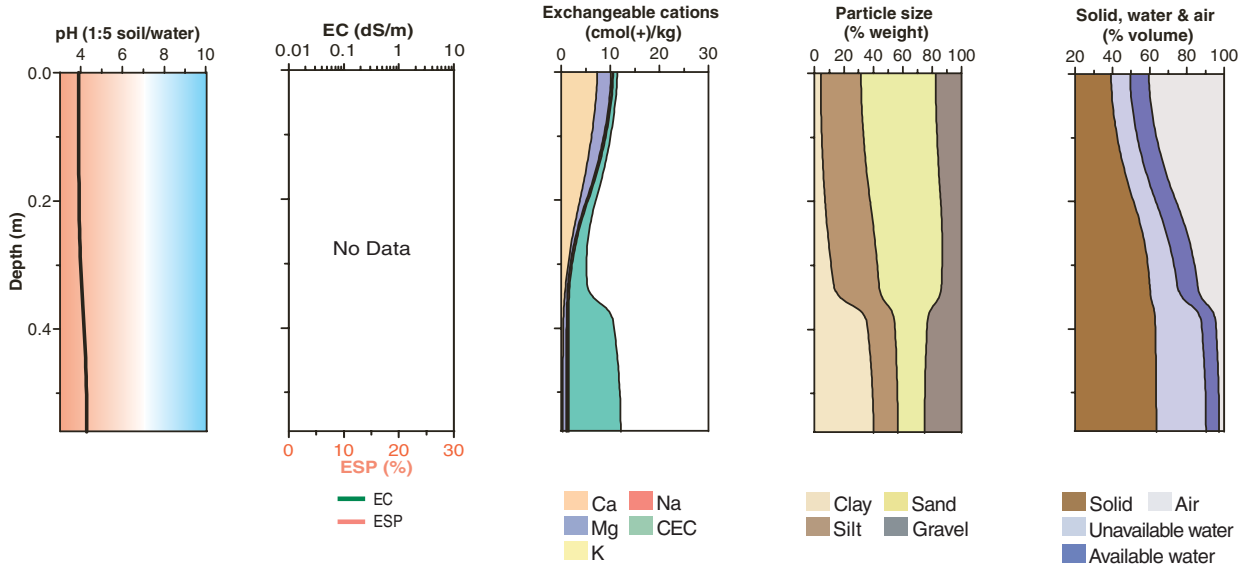 pH (1:5 soil/water)
4 6 8 10
0.0
0.2
0.4
Depth (m)
EC (dS/m)
0.01 0.1 1 10
No Data
0 10 20 30
ESP (%)
EC
ESP
Exchangeable cations
(cmol(+)/kg)
0 10 20 30
Ca
Na
Mg
CEC
K
Particle size
(% weight)
0 20 40 60 80 100
Clay
Sand
Silt
Gravel
Solid, water & air
(% volume)
20 40 60 80 100
Solid
Air
Unavailable water
Available water